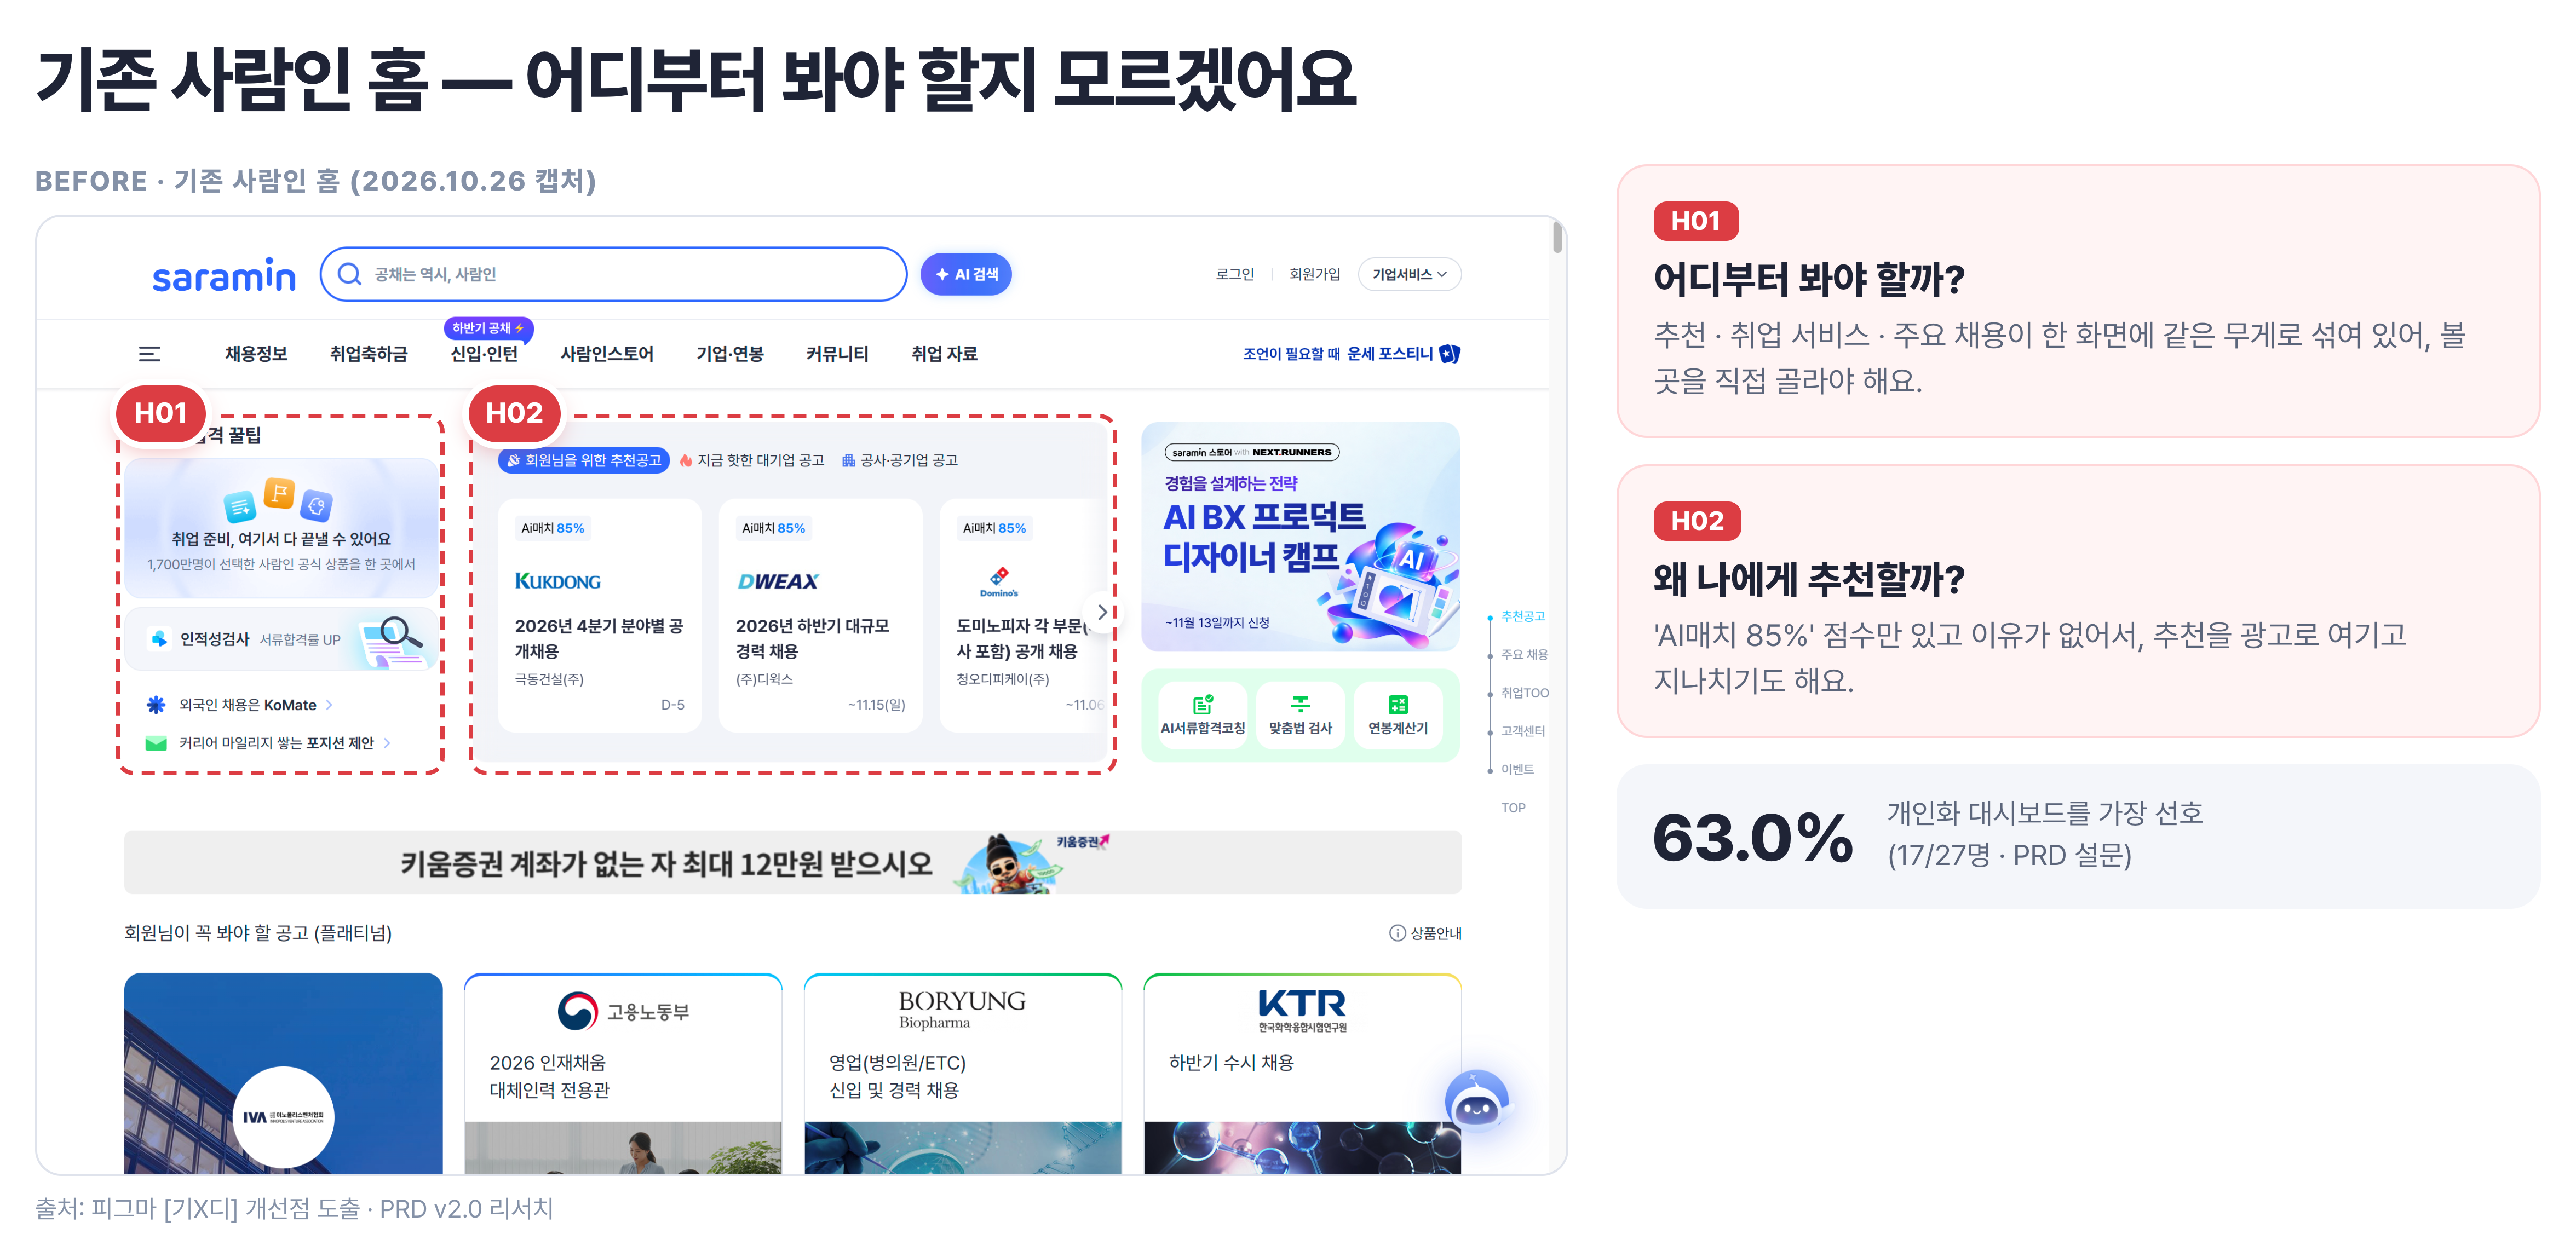 기존 사람인 홈 — 어디부터 봐야 할지 모르겠어요
BEFORE · 기존 사람인 홈 (2026.10.26 캡처)
saramin
공채는 역시, 사람인
AI 검색
로그인
회원가입
기업서비스
하반기 공채
채용정보
취업축하금
신입·인턴
사람인스토어
기업·연봉
커뮤니티
취업 자료
조언이 필요할 때 운세 포스티니
H01
격 꿀팁
취업 준비, 여기서 다 끝낼 수 있어요
1,700만명이 선택한 사람인 공식 상품을 한 곳에서
인적성검사 서류합격률 UP
외국인 채용은 KoMate
커리어 마일리지 쌓는 포지션 제안
H02
회원님을 위한 추천공고
지금 핫한 대기업 공고
공사·공기업 공고
Ai매치 85%
KUKDONG
2026년 4분기 분야별 공
개채용
극동건설(주)
D-5
Ai매치 85%
DWEAX
2026년 하반기 대규모
경력 채용
(주)디윅스
~11.15(일)
Ai매치 85%
Domino's
도미노피자 각 부문(
사 포함) 공개 채용
청오디피케이(주)
~11.06
saramin 스토어 with NEXT.RUNNERS
경험을 설계하는 전략
AI BX 프로덕트
디자이너 캠프
AI
~11월 13일까지 신청
AI서류합격코칭
맞춤법 검사
연봉계산기
추천공고
주요 채용
취업TOO
고객센터
이벤트
TOP
키움증권 계좌가 없는 자 최대 12만원 받으시오
키움증권
회원님이 꼭 봐야 할 공고 (플래티넘)
상품안내
IVA 이노폴리스벤처협회
INNOPOLIS VENTURE ASSOCIATION
고용노동부
2026 인재채움
대체인력 전용관
BORYUNG
Biopharma
영업(병의원/ETC)
신입 및 경력 채용
KTR
한국화학융합시험연구원
하반기 수시 채용
H01
어디부터 봐야 할까?
추천 · 취업 서비스 · 주요 채용이 한 화면에 같은 무게로 섞여 있어, 볼
곳을 직접 골라야 해요.
H02
왜 나에게 추천할까?
'AI매치 85%' 점수만 있고 이유가 없어서, 추천을 광고로 여기고
지나치기도 해요.
63.0%
개인화 대시보드를 가장 선호
(17/27명 · PRD 설문)
출처: 피그마 [기X디] 개선점 도출 · PRD v2.0 리서치